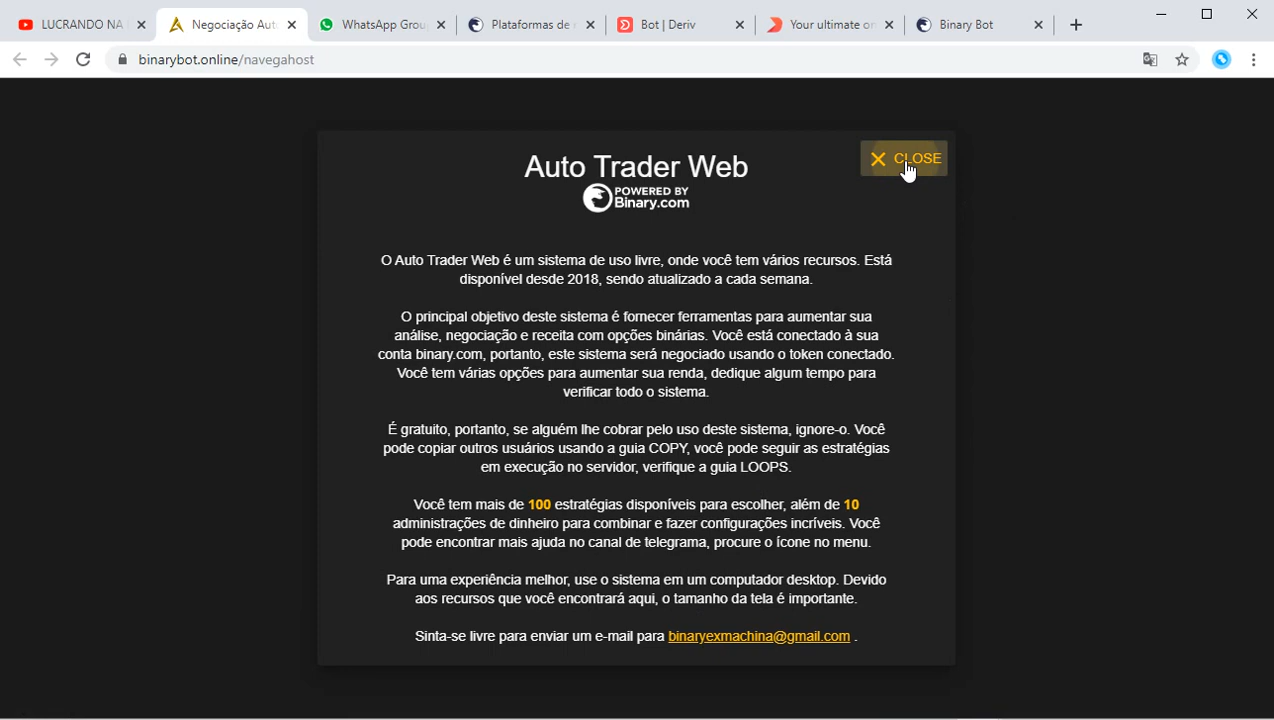 LUCRANDO NA
Negociação Auto
WhatsApp Grou
Plataformas de
Bot | Deriv
Your ultimate on
Binary Bot
binarybot.online/navegahost
CLOSE
Auto Trader Web
POWERED BY
Binary.com
O Auto Trader Web é um sistema de uso livre, onde você tem vários recursos. Está
disponível desde 2018, sendo atualizado a cada semana.
O principal objetivo deste sistema é fornecer ferramentas para aumentar sua
análise, negociação e receita com opções binárias. Você está conectado à sua
conta binary.com, portanto, este sistema será negociado usando o token conectado.
Você tem várias opções para aumentar sua renda, dedique algum tempo para
verificar todo o sistema.
É gratuito, portanto, se alguém lhe cobrar pelo uso deste sistema, ignore-o. Você
pode copiar outros usuários usando a guia COPY, você pode seguir as estratégias
em execução no servidor, verifique a guia LOOPS.
Você tem mais de 100 estratégias disponíveis para escolher, além de 10
administrações de dinheiro para combinar e fazer configurações incríveis. Você
pode encontrar mais ajuda no canal de telegrama, procure o ícone no menu.
Para uma experiência melhor, use o sistema em um computador desktop. Devido
aos recursos que você encontrará aqui, o tamanho da tela é importante.
Sinta-se livre para enviar um e-mail para binaryexmachina@gmail.com .